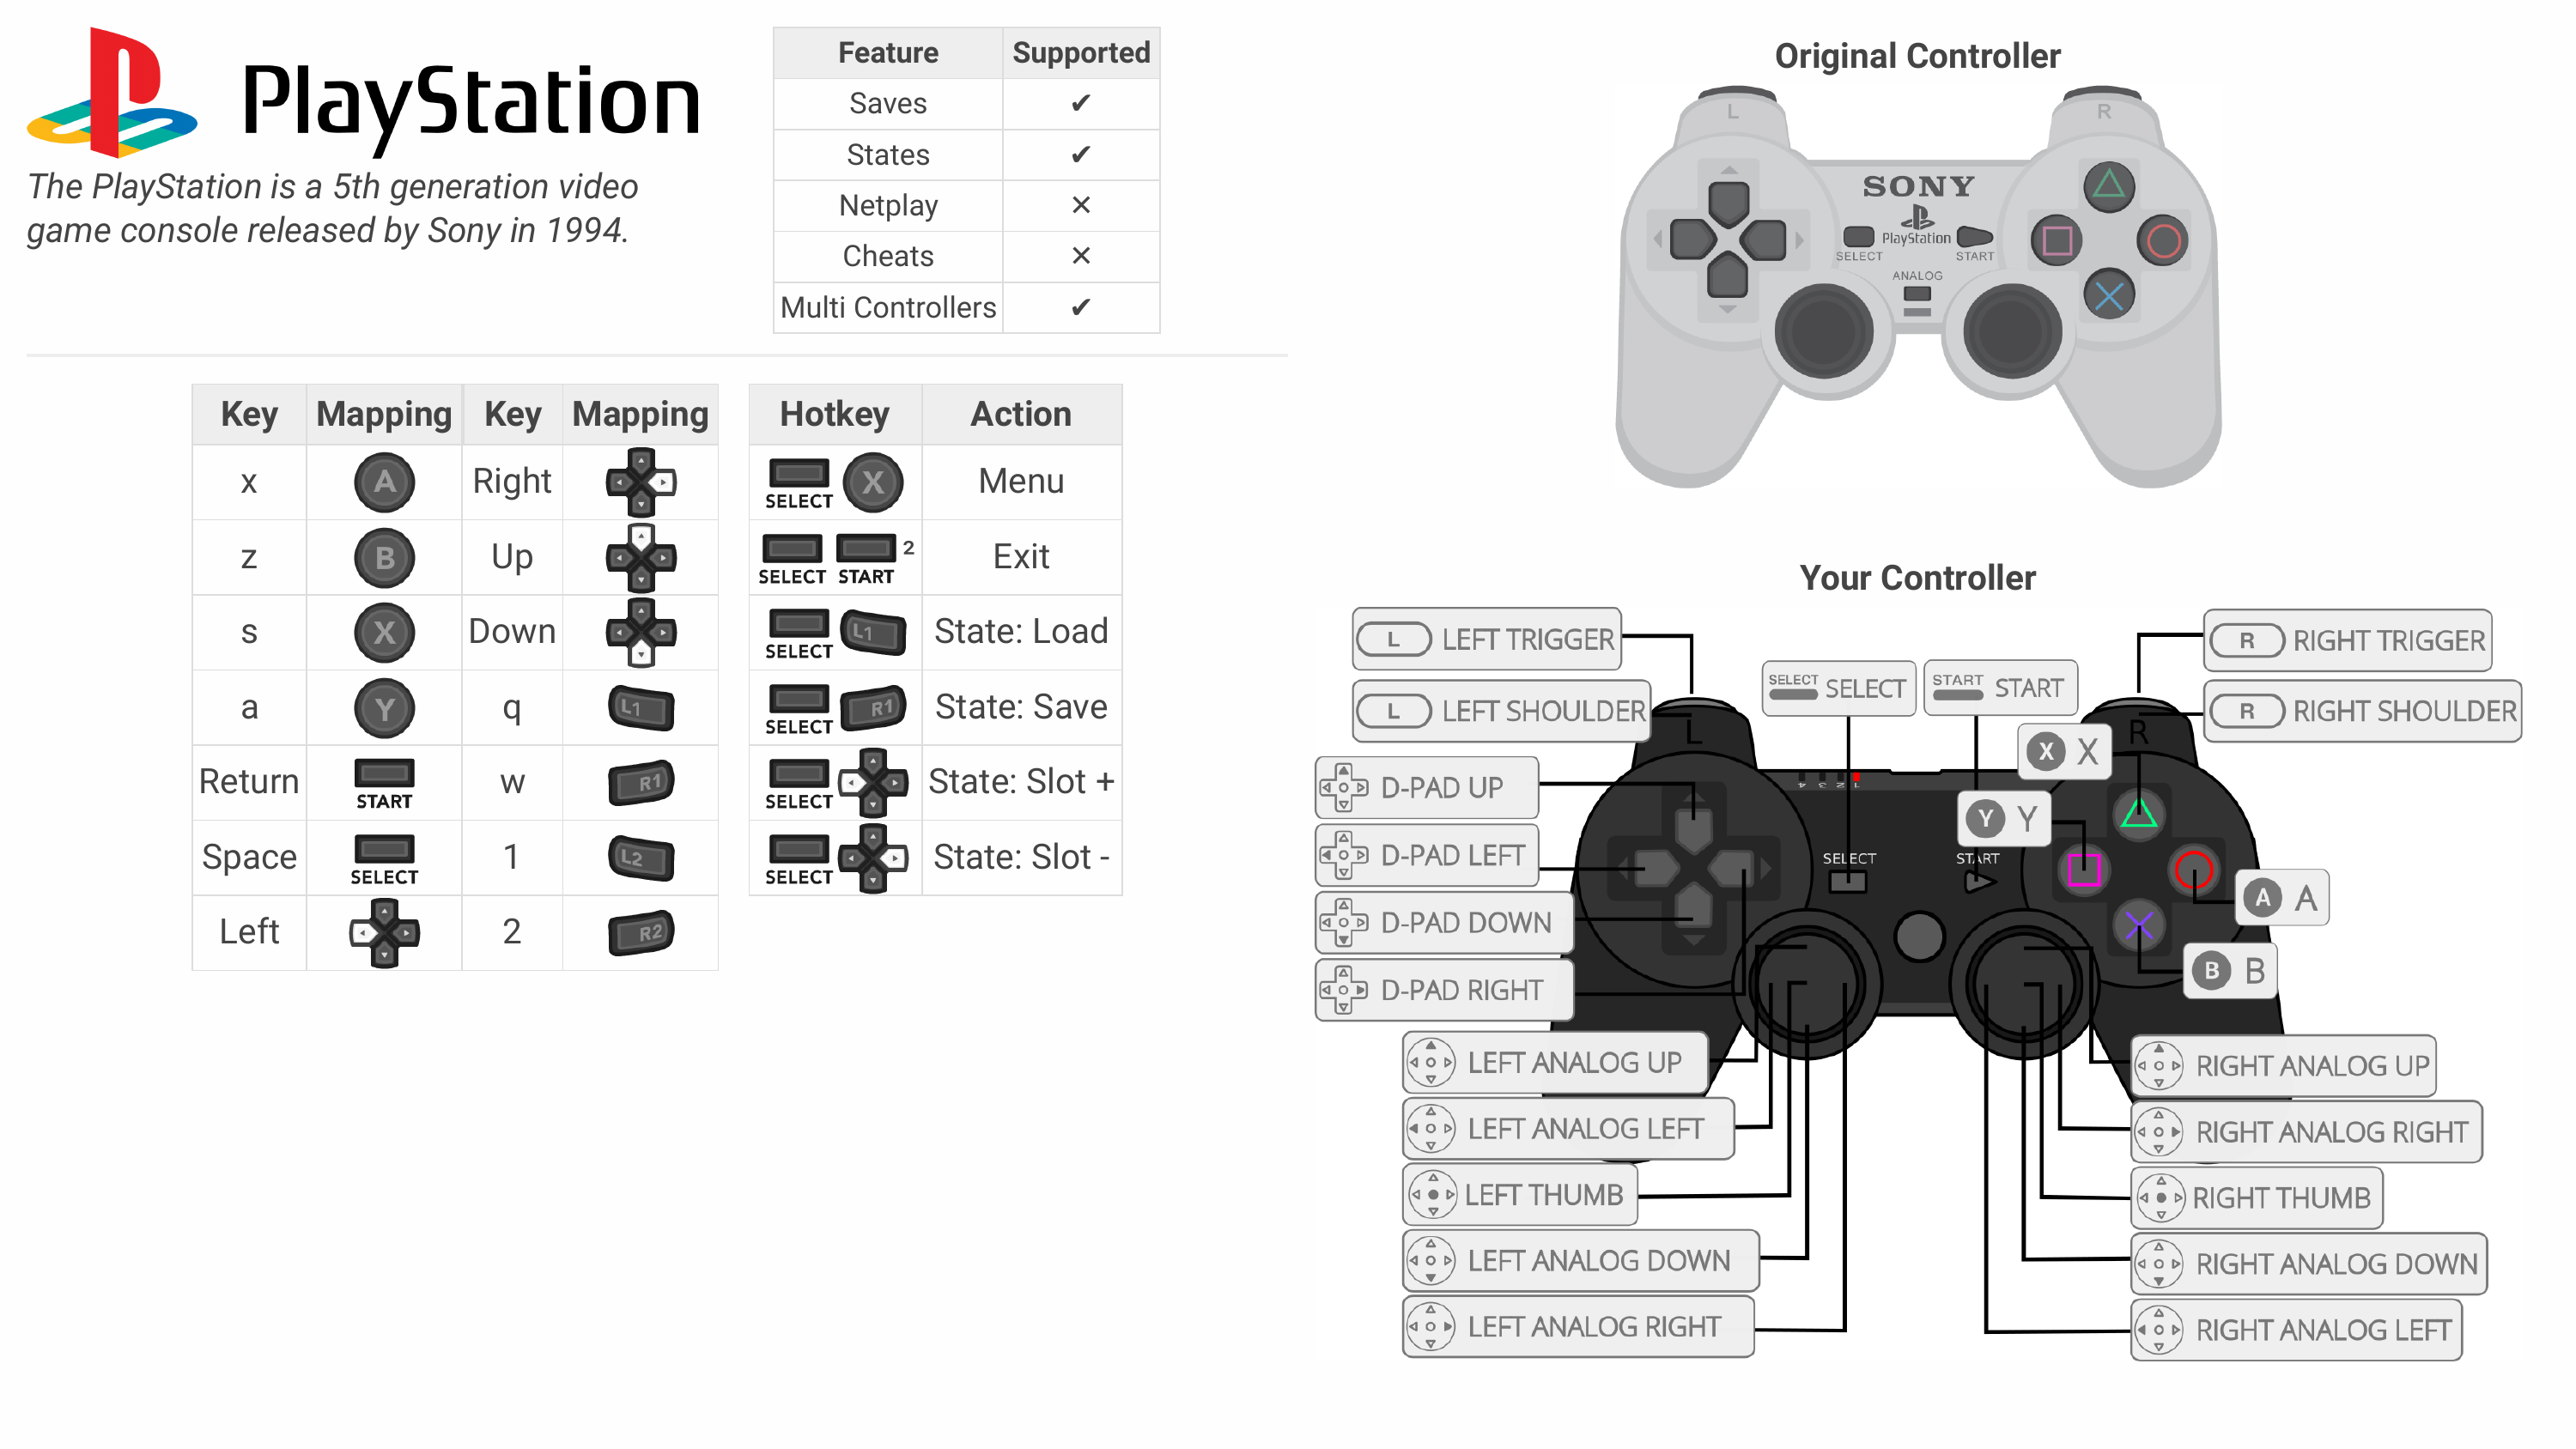 PlayStation
The PlayStation is a 5th generation video
game console released by Sony in 1994.
Feature Supported
Saves ✔
States ✔
Netplay ✕
Cheats ✕
Multi Controllers ✔
Key Mapping Key Mapping
x A Right
z B Up
s X Down
a Y q L1
Return START w R1
Space SELECT 1 L2
Left 2 R2
Hotkey Action
SELECT X Menu
SELECT START 2 Exit
SELECT L1 State: Load
SELECT R1 State: Save
SELECT State: Slot +
SELECT State: Slot -
Original Controller
L R
SONY
PlayStation
SELECT START
ANALOG
Your Controller
L LEFT TRIGGER
L LEFT SHOULDER
SELECT SELECT
START START
R RIGHT TRIGGER
R RIGHT SHOULDER
L R
X X
Y Y
A A
B B
4 3 2 1
SELECT START
D-PAD UP
D-PAD LEFT
D-PAD DOWN
D-PAD RIGHT
LEFT ANALOG UP
LEFT ANALOG LEFT
LEFT THUMB
LEFT ANALOG DOWN
LEFT ANALOG RIGHT
RIGHT ANALOG UP
RIGHT ANALOG RIGHT
RIGHT THUMB
RIGHT ANALOG DOWN
RIGHT ANALOG LEFT